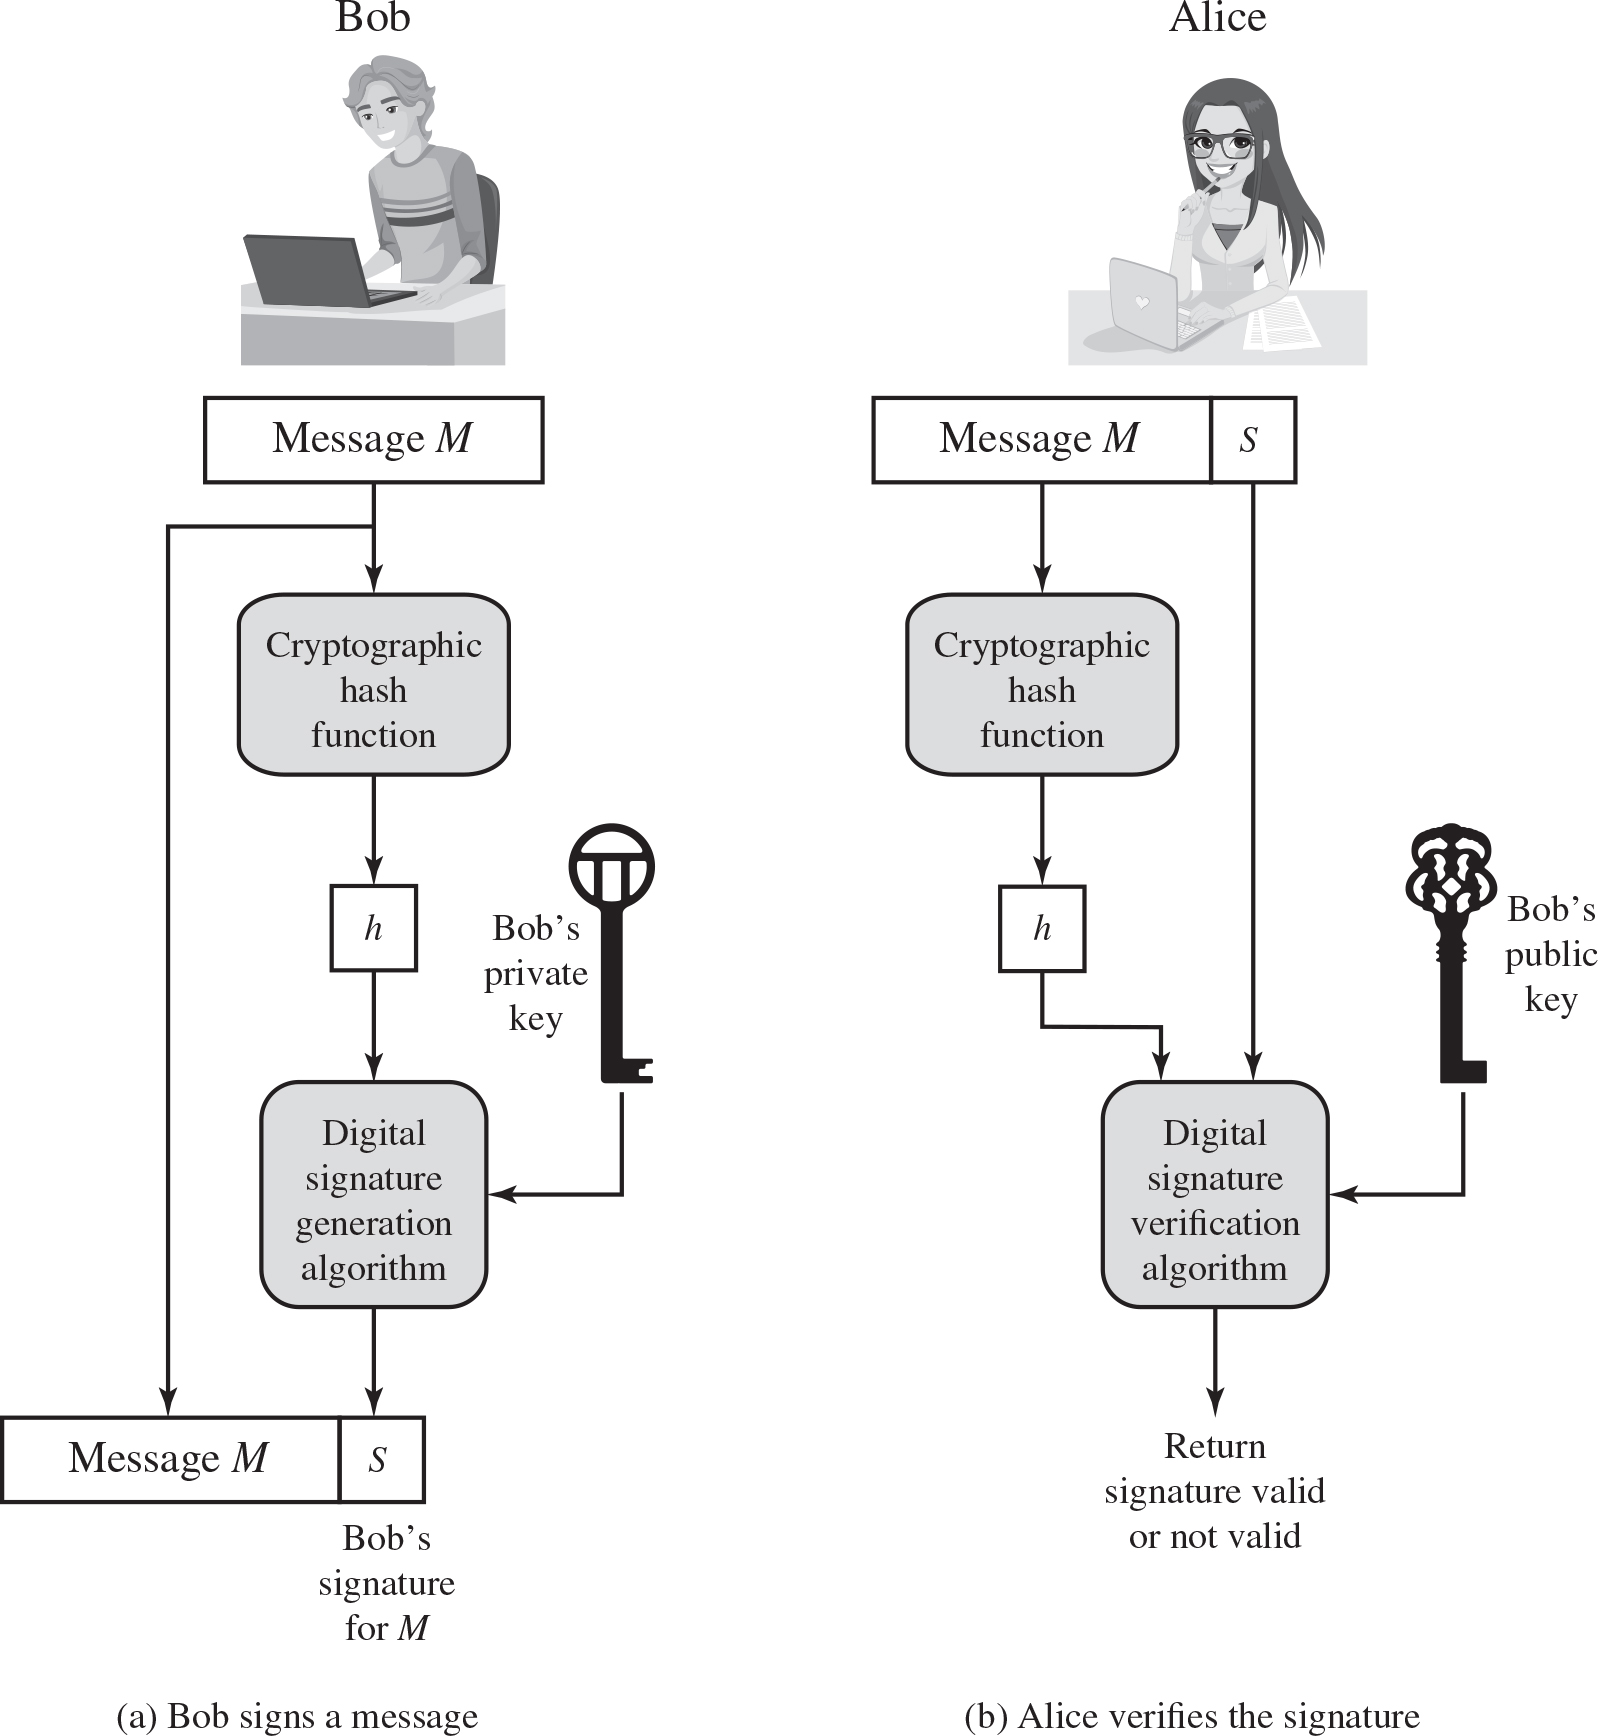 Bob
Message M
Cryptographic
hash
function
h
Bob's
private
key
Digital
signature
generation
algorithm
Message M
S
Bob's
signature
for M
(a) Bob signs a message
Alice
Message M
S
Cryptographic
hash
function
h
Bob's
public
key
Digital
signature
verification
algorithm
Return
signature valid
or not valid
(b) Alice verifies the signature